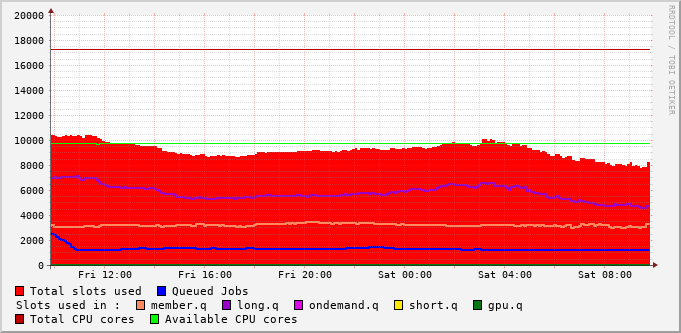 20000
18000
16000
14000
12000
10000
8000
6000
4000
2000
0
Fri 12:00 Fri 16:00 Fri 20:00 Sat 00:00 Sat 04:00 Sat 08:00
RRDTOOL / TOBI OETIKER
Total slots used Queued Jobs
Slots used in : member.q long.q ondemand.q short.q gpu.q
Total CPU cores Available CPU cores